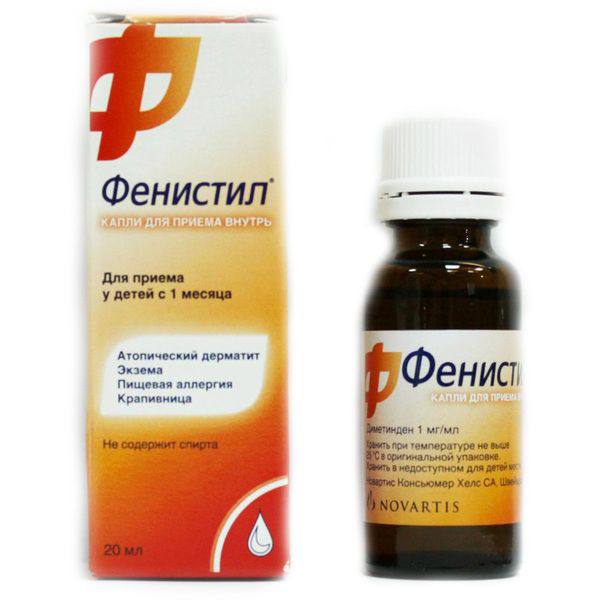 Фенистил®
КАПЛИ ДЛЯ ПРИЕМА ВНУТРЬ
Для приема
у детей с 1 месяца
Атопический дерматит
Экзема
Пищевая аллергия
Крапивница
Не содержит спирта
20 мл
Фенисти
КАПЛИ ДЛЯ ПРИЕМА
Диметинден 1 мг/мл
Хранить при температуре не выше
25 °C в оригинальной упаковке.
Хранить в недоступном для детей
Новартис Консьюмер Хелс СА,
NOVARTIS